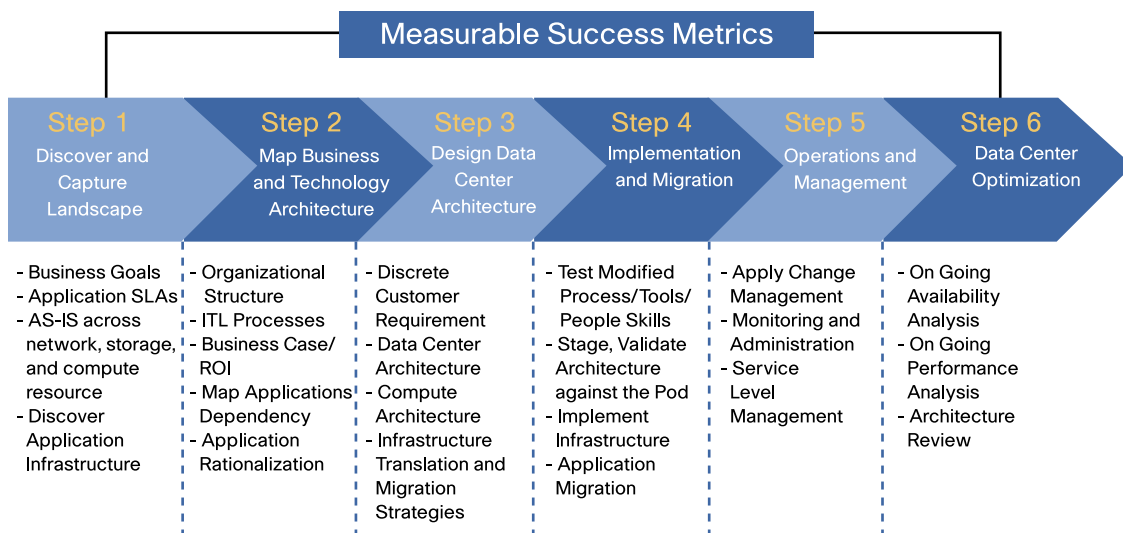 Measurable Success Metrics
Step 1
Discover and
Capture
Landscape
Step 2
Map Business
and Technology
Architecture
Step 3
Design Data
Center
Architecture
Step 4
Implementation
and Migration
Step 5
Operations and
Management
Step 6
Data Center
Optimization
- Business Goals
- Application SLAs
- AS-IS across
network, storage,
and compute
resource
- Discover
Application
Infrastructure
- Organizational
Structure
- ITL Processes
- Business Case/
ROI
- Map Applications
Dependency
- Application
Rationalization
- Discrete
Customer
Requirement
- Data Center
Architecture
- Compute
Architecture
- Infrastructure
Translation and
Migration
Strategies
- Test Modified
Process/Tools/
People Skills
- Stage, Validate
Architecture
against the Pod
- Implement
Infrastructure
- Application
Migration
- Apply Change
Management
- Monitoring and
Administration
- Service
Level
Management
- On Going
Availability
Analysis
- On Going
Performance
Analysis
- Architecture
Review